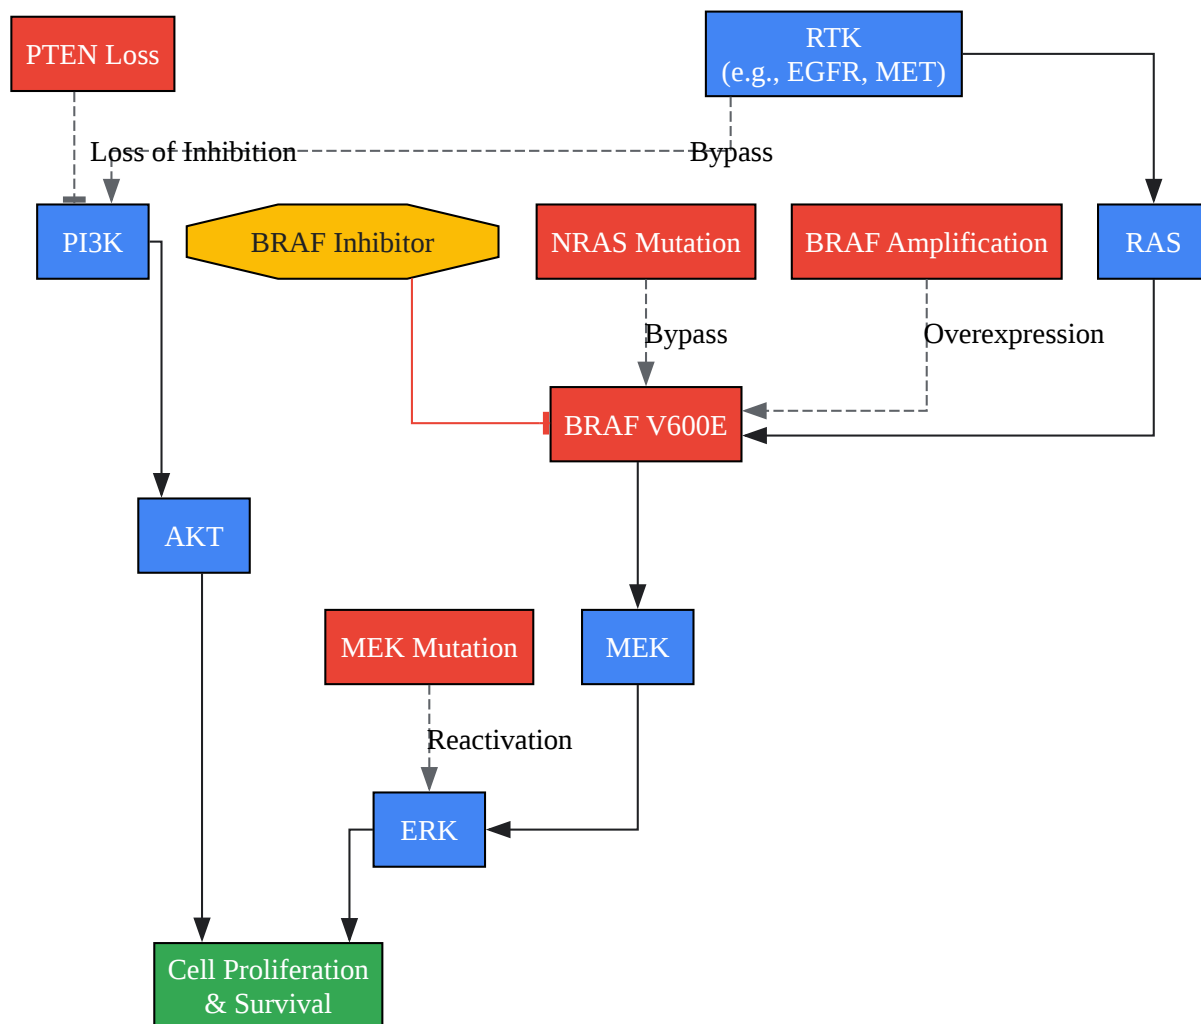 PTEN Loss
RTK
(e.g., EGFR, MET)
Loss of Inhibition
Bypass
PI3K
BRAF Inhibitor
NRAS Mutation
BRAF Amplification
RAS
Bypass
Overexpression
BRAF V600E
AKT
MEK Mutation
MEK
Reactivation
ERK
Cell Proliferation
& Survival